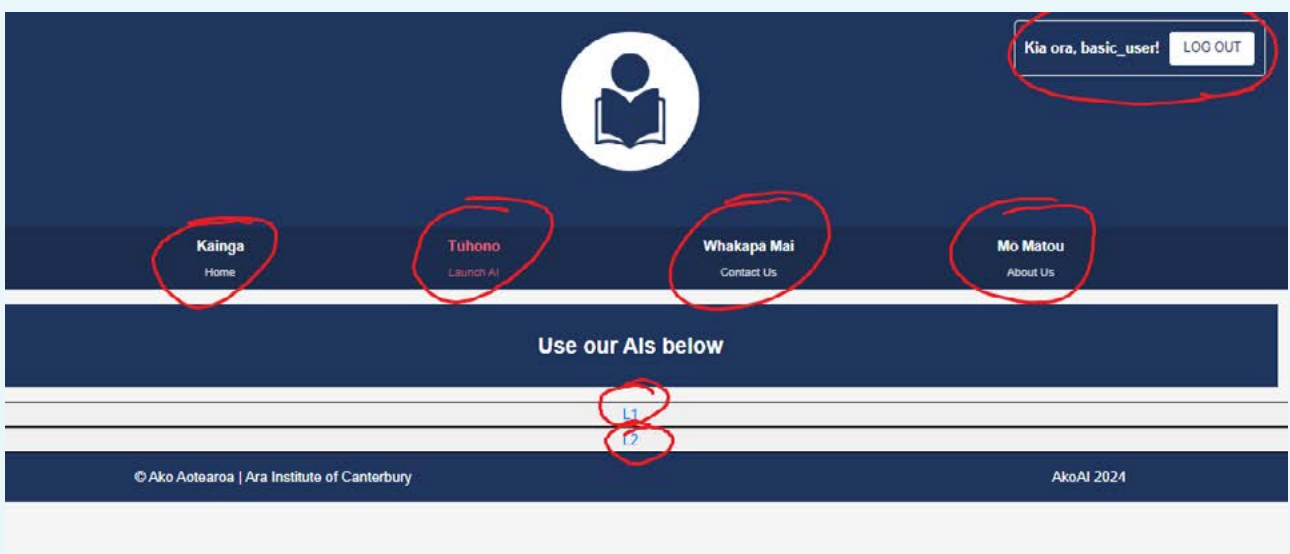 Kia ora, basic_user! LOG OUT
Kainga Tuhono Whakapa Mai Mo Matou
Home Launch AI Contact Us About Us
Use our AIs below
L1
L2
© Ako Aotearoa | Ara Institute of Canterbury AkoAI 2024